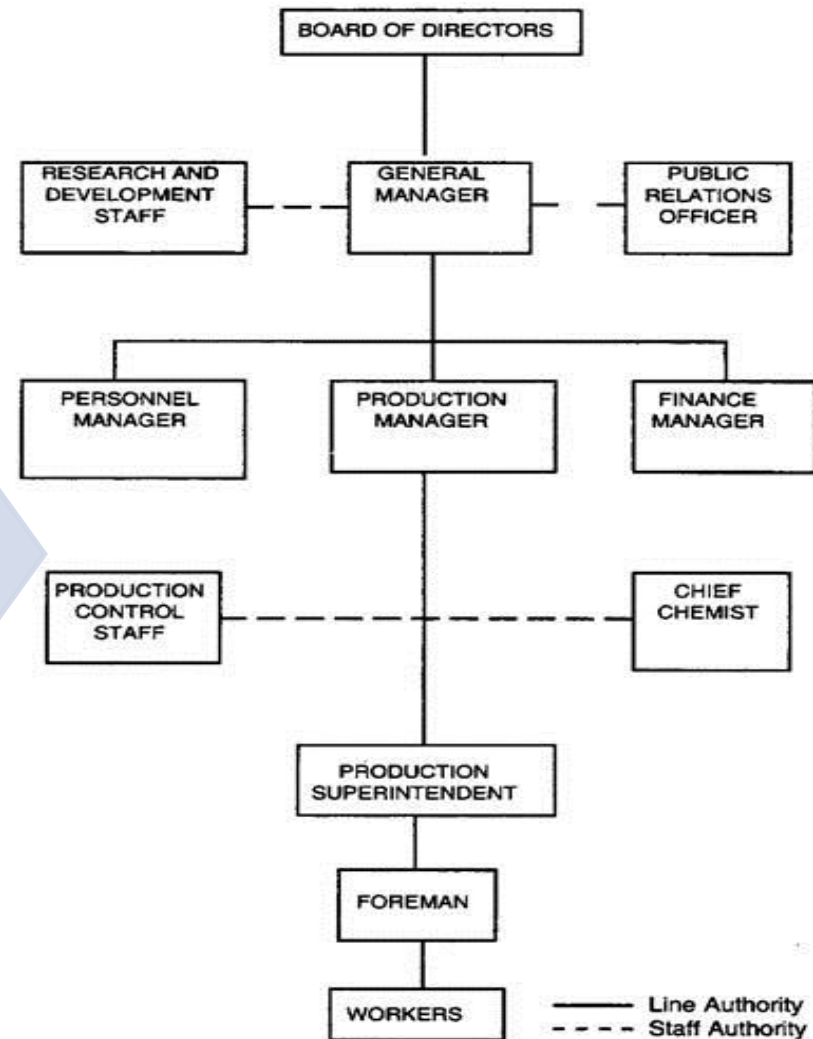 BOARD OF DIRECTORS
RESEARCH AND
DEVELOPMENT
STAFF
GENERAL
MANAGER
PUBLIC
RELATIONS
OFFICER
PERSONNEL
MANAGER
PRODUCTION
MANAGER
FINANCE
MANAGER
PRODUCTION
CONTROL
STAFF
CHIEF
CHEMIST
PRODUCTION
SUPERINTENDENT
FOREMAN
WORKERS
Line Authority
Staff Authority